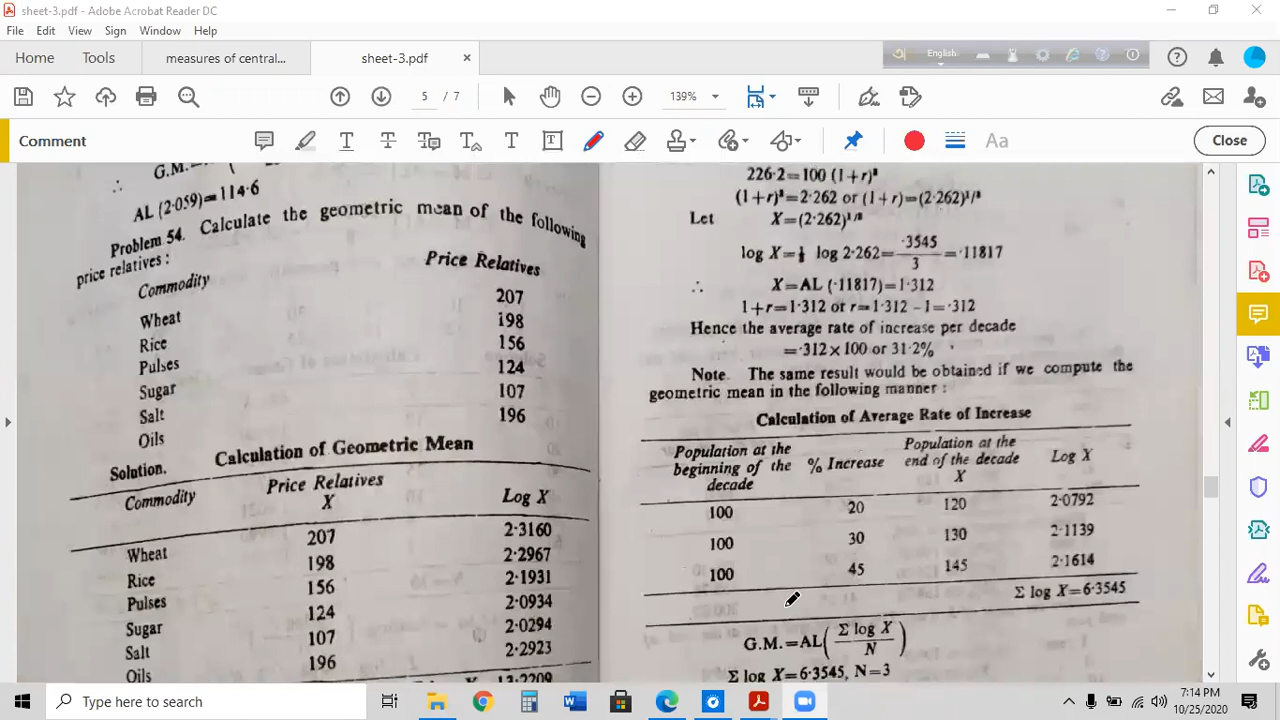 sheet-3.pdf - Adobe Acrobat Reader DC
File Edit View Sign Window Help
Home Tools measures of central... sheet-3.pdf × English
5 / 7 139%
Comment Close
∴ G.M.=
AL (2·059)=114·6
Problem 54. Calculate the geometric mean of the following
price relatives :
Commodity Price Relatives
Wheat 207
Rice 198
Pulses 156
Sugar 124
Salt 107
Oils 196
Solution. Calculation of Geometric Mean
Commodity Price Relatives X Log X
Wheat 207 2·3160
Rice 198 2·2967
Pulses 156 2·1931
Sugar 124 2·0934
Salt 107 2·0294
Oils 196 2·2923
13·2209
226·2=100 (1+r)³
(1+r)³=2·262 or (1+r)=(2·262)¹/³
Let X=(2·262)¹/³
log X=⅓ log 2·262=·3545/3=·11817
∴ X=AL (·11817)=1·312
1+r=1·312 or r=1·312 -1=·312
Hence the average rate of increase per decade
=·312×100 or 31·2%
Note. The same result would be obtained if we compute the
geometric mean in the following manner :
Calculation of Average Rate of Increase
Population at the beginning of the decade % Increase Population at the end of the decade X Log X
100 20 120 2·0792
100 30 130 2·1139
100 45 145 2·1614
Σ log X=6·3545
G.M.=AL(Σ log X/N)
Σ log X=6·3545, N=3
Type here to search
7:14 PM
10/25/2020